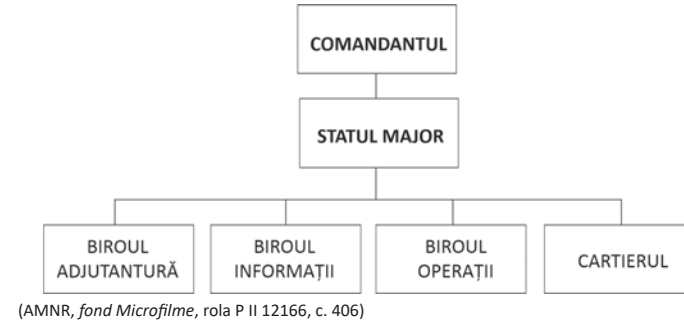 COMANDANTUL
STATUL MAJOR
BIROUL
ADJUTANTURĂ
BIROUL
INFORMAȚII
BIROUL
OPERAȚII
CARTIERUL
(AMNR, fond Microfilme, rola P II 12166, c. 406)